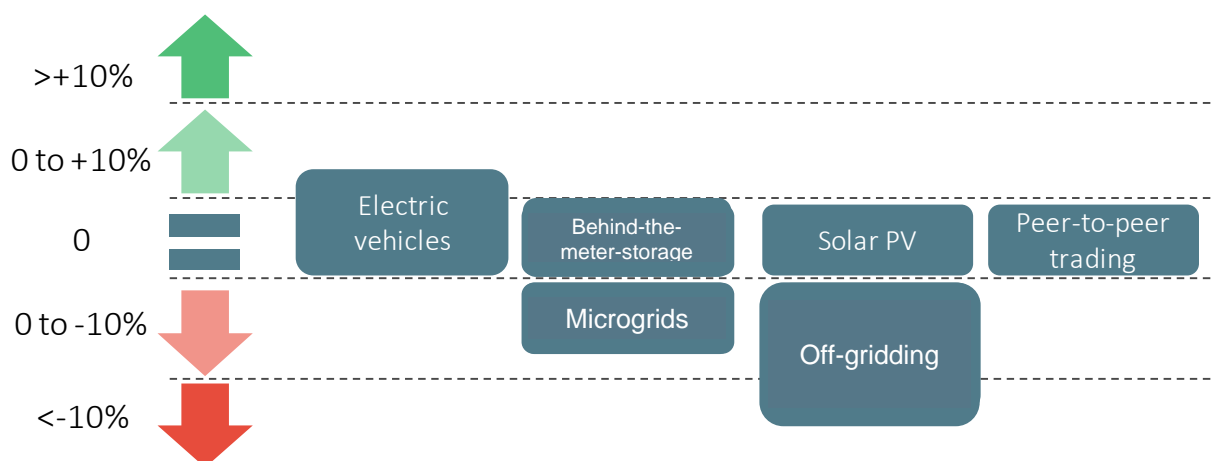 >+10%
0 to +10%
Electric
vehicles
0
Behind-the-
meter-storage
Solar PV
Peer-to-peer
trading
0 to -10%
Microgrids
Off-gridding
<-10%